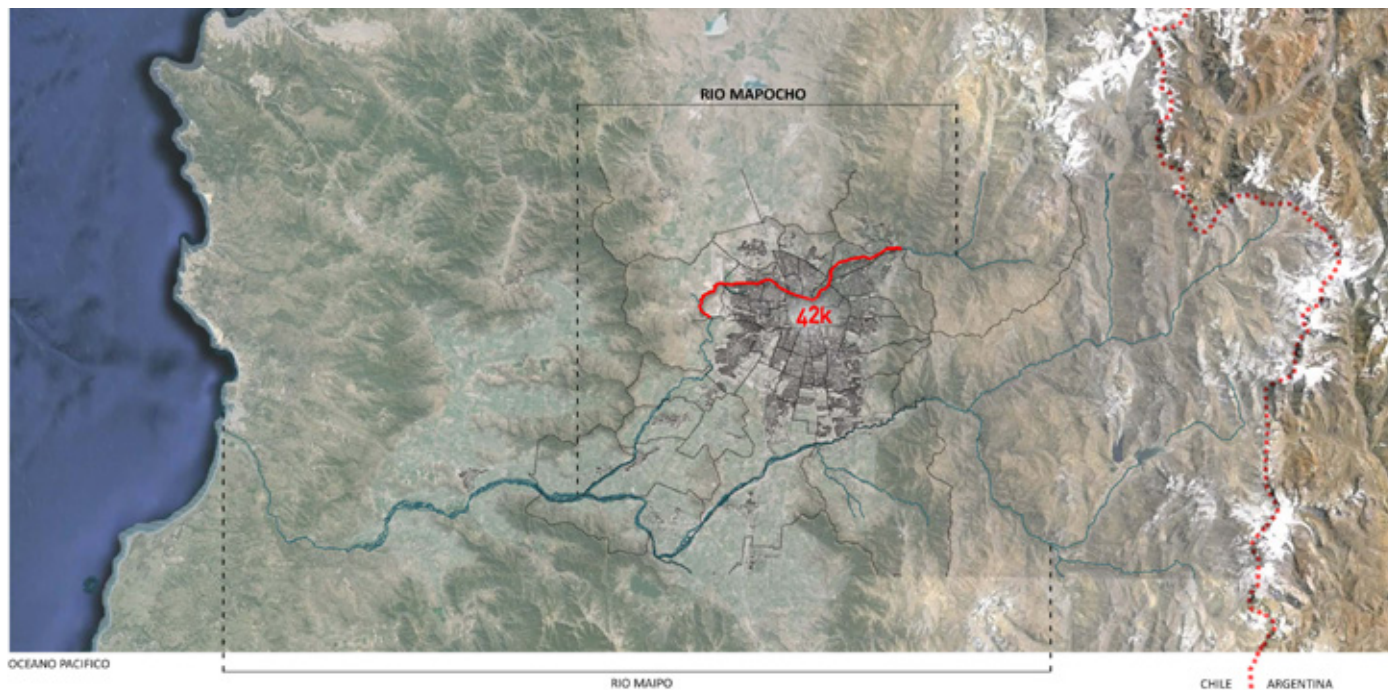 RIO MAPOCHO
42k
OCEANO PACIFICO
RIO MAIPO
CHILE
ARGENTINA